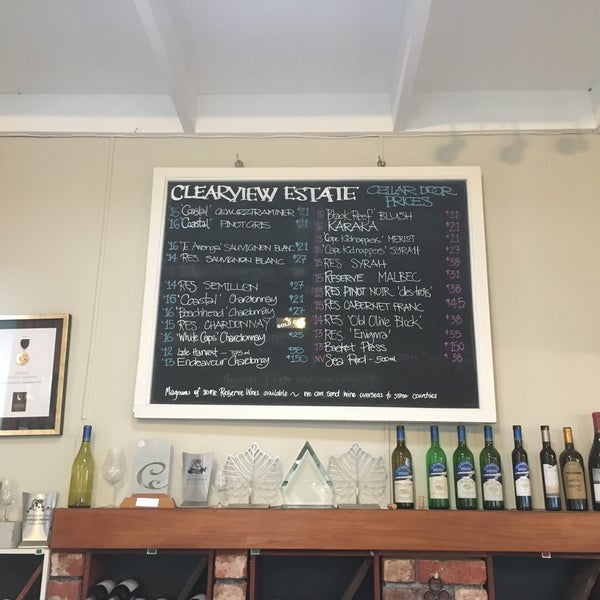 CLEARVIEW ESTATE CELLAR DOOR PRICES
16 'Coastal' GEWURZTRAMINER $21
16 'Coastal' PINOT GRIS $21
16 'Te Awanga' SAUVIGNON BLANC $21
14 RES SAUVIGNON BLANC $27
14 RES SEMILLON $27
16 "Coastal" Chardonnay $21
16 "Beachhead" Chardonnay $27
15 RES CHARDONNAY
16 "White Caps" Chardonnay $25
12 Late Harvest - 375ml $35
13 Endeavour Chardonnay $150
16 'Black Reef' BLUSH $21
16 KARAKA $21
'Cape Kidnappers' MERLOT $21
'Cape Kidnappers' SYRAH $27
15 RES SYRAH $38
15 RESERVE MALBEC $31
13 RES PINOT NOIR 'des trois' $38
15 RES CABERNET FRANC $45
14 RES 'Old Olive Block' $38
13 RES 'Enigma' $55
13 Basket Press $150
NV Sea Red - 500ml $38
Magnums of some Reserve Wines available ~ we can send wine overseas to some countries